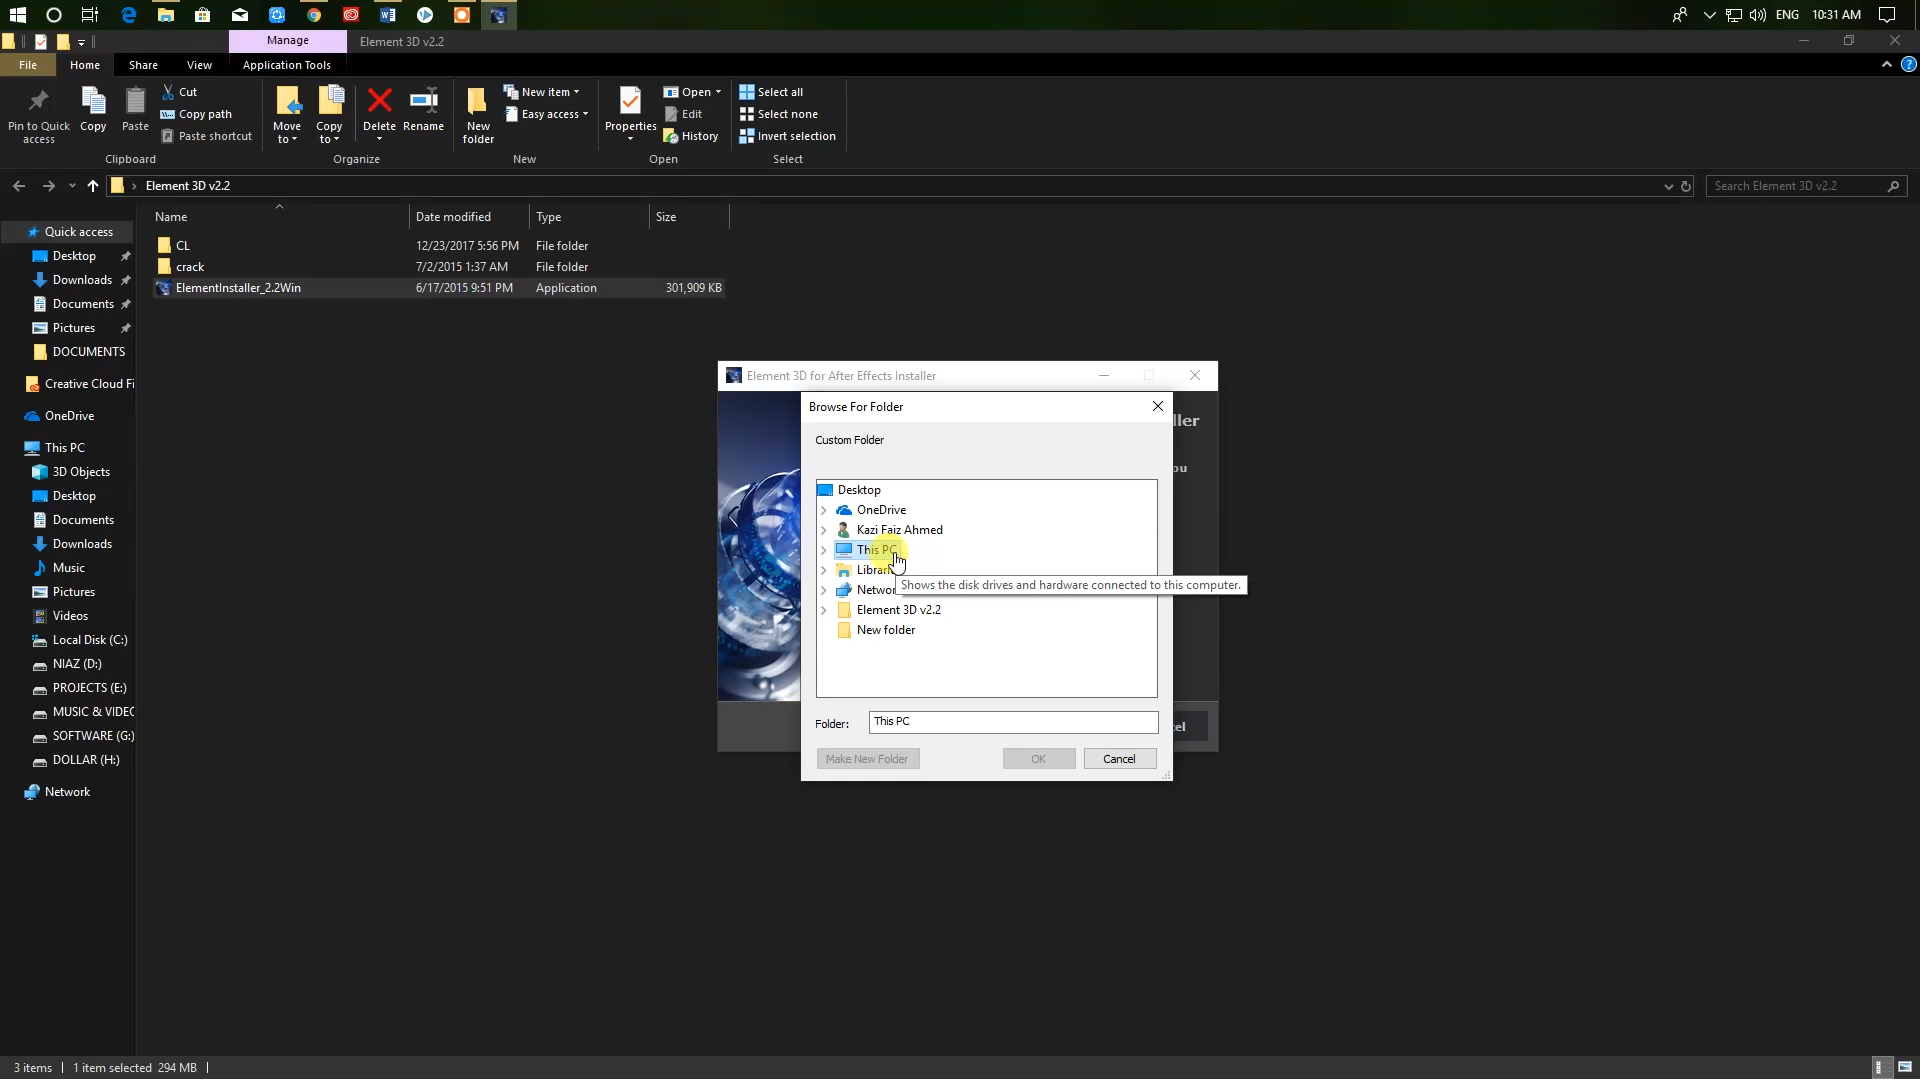 ENG 10:31 AM
Manage Element 3D v2.2
File Home Share View Application Tools
Pin to Quick access
Copy
Paste
Cut
Copy path
Paste shortcut
Clipboard
Move to
Copy to
Delete
Rename
Organize
New folder
New item
Easy access
New
Properties
Open
Edit
History
Open
Select all
Select none
Invert selection
Select
Element 3D v2.2
Search Element 3D v2.2
Name Date modified Type Size
CL 12/23/2017 5:56 PM File folder
crack 7/2/2015 1:37 AM File folder
ElementInstaller_2.2Win 6/17/2015 9:51 PM Application 301,909 KB
Quick access
Desktop
Downloads
Documents
Pictures
DOCUMENTS
Creative Cloud Fi
OneDrive
This PC
3D Objects
Desktop
Documents
Downloads
Music
Pictures
Videos
Local Disk (C:)
NIAZ (D:)
PROJECTS (E:)
MUSIC & VIDEO
SOFTWARE (G:)
DOLLAR (H:)
Network
Element 3D for After Effects Installer
ller
ou
Browse For Folder
Custom Folder
Desktop
OneDrive
Kazi Faiz Ahmed
This PC
Shows the disk drives and hardware connected to this computer.
Element 3D v2.2
New folder
Folder: This PC
Make New Folder OK Cancel
cel
3 items 1 item selected 294 MB